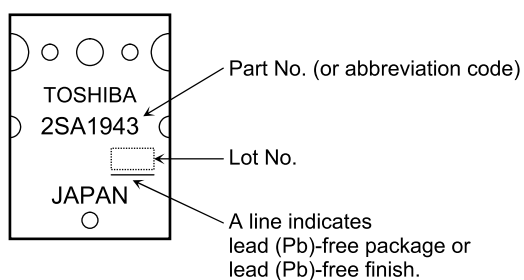 TOSHIBA
2SA1943
JAPAN
Part No. (or abbreviation code)
Lot No.
A line indicates
lead (Pb)-free package or
lead (Pb)-free finish.